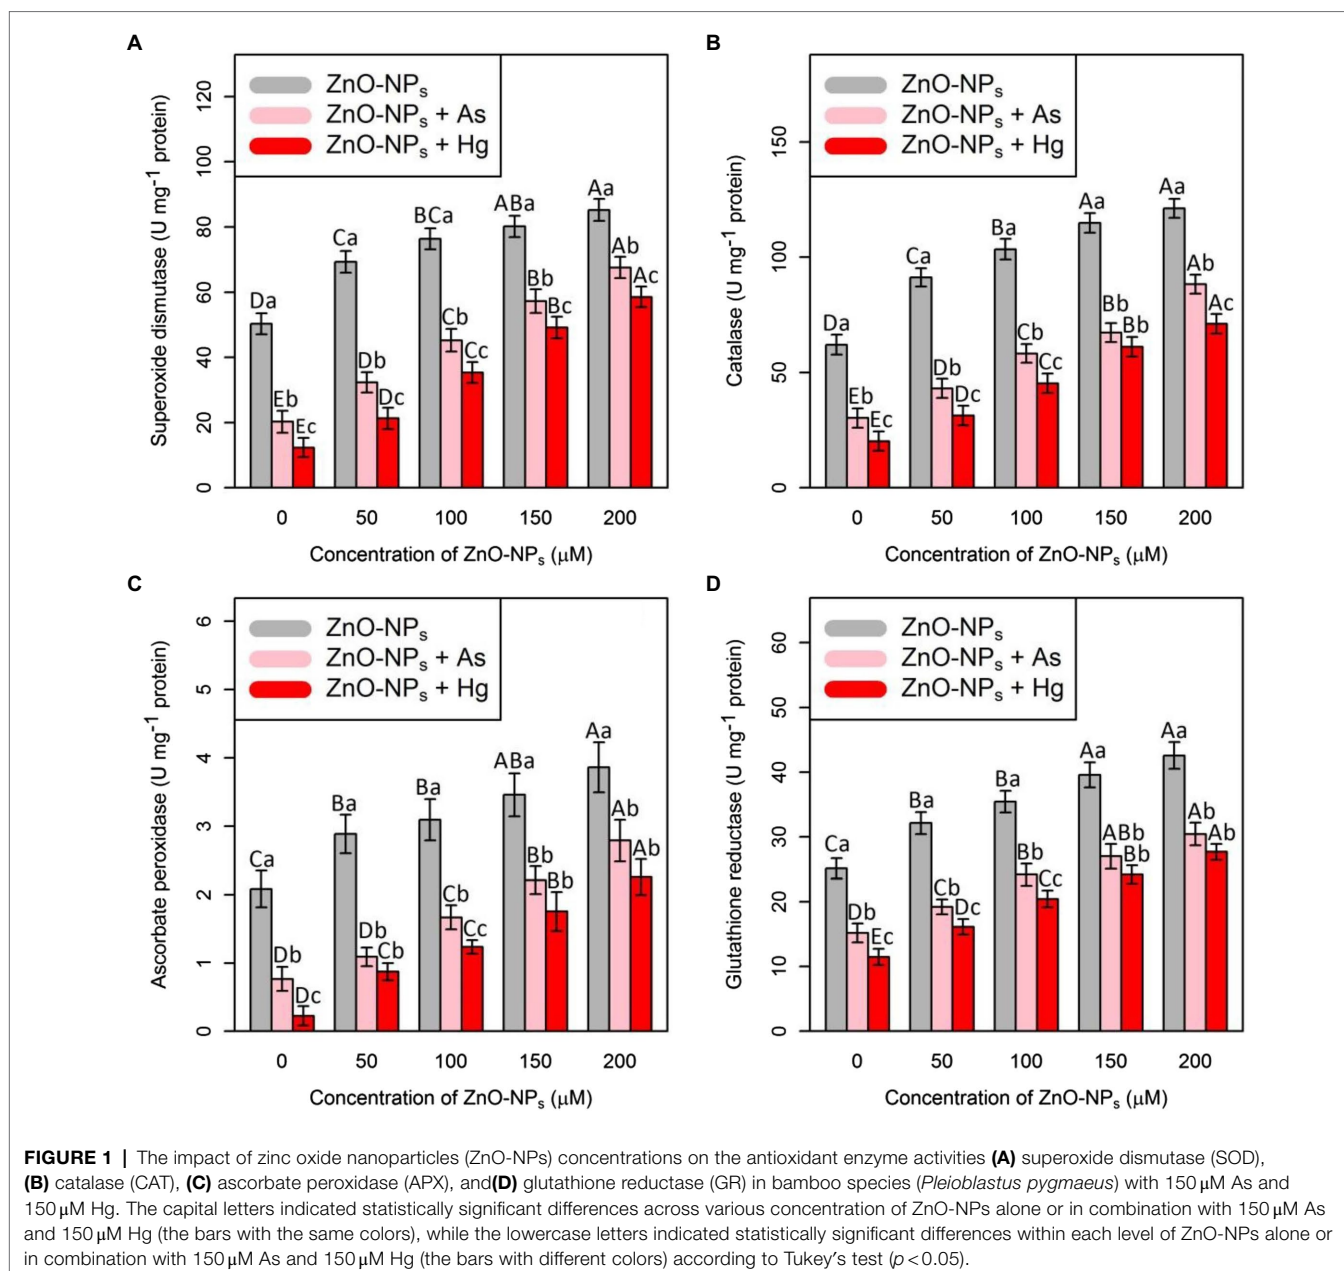 A
ZnO-NPs
ZnO-NPs + As
ZnO-NPs + Hg
Superoxide dismutase (U mg-1 protein)
120
100
80
60
40
20
0
Da
Eb
Ec
Ca
Db
Dc
BCa
Cb
Cc
ABa
Bb
Bc
Aa
Ab
Ac
0 50 100 150 200
Concentration of ZnO-NPs (μM)
B
ZnO-NPs
ZnO-NPs + As
ZnO-NPs + Hg
Catalase (U mg-1 protein)
150
100
50
0
Da
Eb
Ec
Ca
Db
Dc
Ba
Cb
Cc
Aa
Bb
Bb
Aa
Ab
Ac
0 50 100 150 200
Concentration of ZnO-NPs (μM)
C
ZnO-NPs
ZnO-NPs + As
ZnO-NPs + Hg
Ascorbate peroxidase (U mg-1 protein)
6
5
4
3
2
1
0
Ca
Db
Dc
Ba
Db
Cb
Ba
Cb
Cc
ABa
Bb
Bb
Aa
Ab
Ab
0 50 100 150 200
Concentration of ZnO-NPs (μM)
D
ZnO-NPs
ZnO-NPs + As
ZnO-NPs + Hg
Glutathione reductase (U mg-1 protein)
60
50
40
30
20
10
0
Ca
Db
Ec
Ba
Cb
Dc
Ba
Bb
Cc
Aa
ABb
Bb
Aa
Ab
Ab
0 50 100 150 200
Concentration of ZnO-NPs (μM)
FIGURE 1 | The impact of zinc oxide nanoparticles (ZnO-NPs) concentrations on the antioxidant enzyme activities (A) superoxide dismutase (SOD),
(B) catalase (CAT), (C) ascorbate peroxidase (APX), and(D) glutathione reductase (GR) in bamboo species (Pleioblastus pygmaeus) with 150 μM As and
150 μM Hg. The capital letters indicated statistically significant differences across various concentration of ZnO-NPs alone or in combination with 150 μM As
and 150 μM Hg (the bars with the same colors), while the lowercase letters indicated statistically significant differences within each level of ZnO-NPs alone or
in combination with 150 μM As and 150 μM Hg (the bars with different colors) according to Tukey's test (p < 0.05).